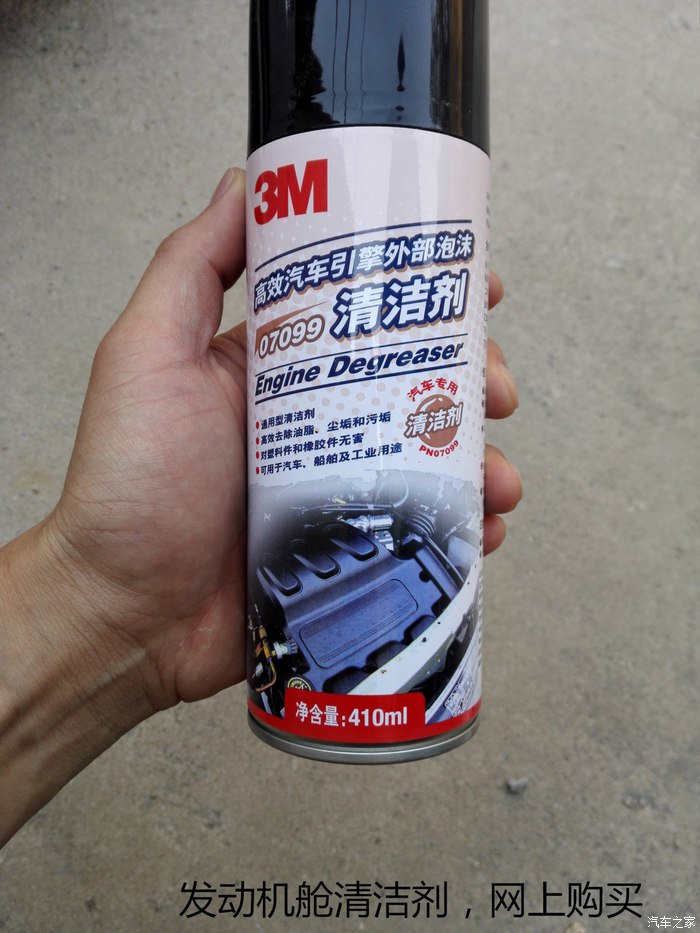 3M
高效汽车引擎外部泡沫
07099 清洁剂
Engine Degreaser
汽车专用
清洁剂
PN07099
通用型清洁剂
高效去除油脂、尘垢和污垢
对塑料件和橡胶件无害
可用于汽车、船舶及工业用途
净含量:410ml
发动机舱清洁剂，网上购买
汽车之家